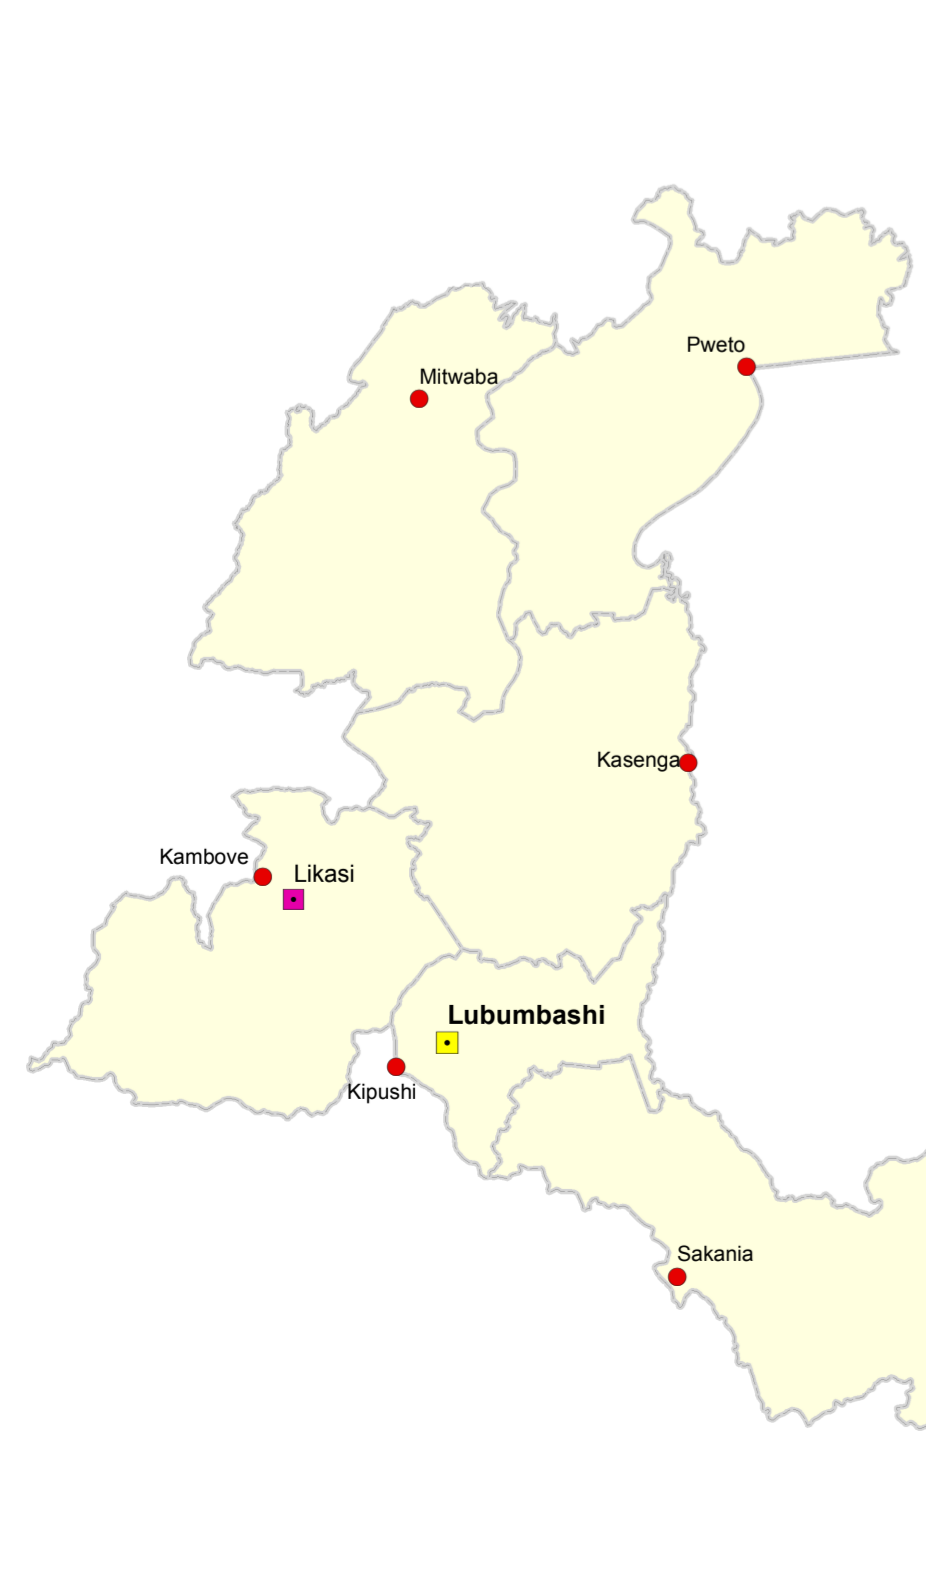 Pweto
Mitwaba
Kasenga
Kambove
Likasi
Lubumbashi
Kipushi
Sakania